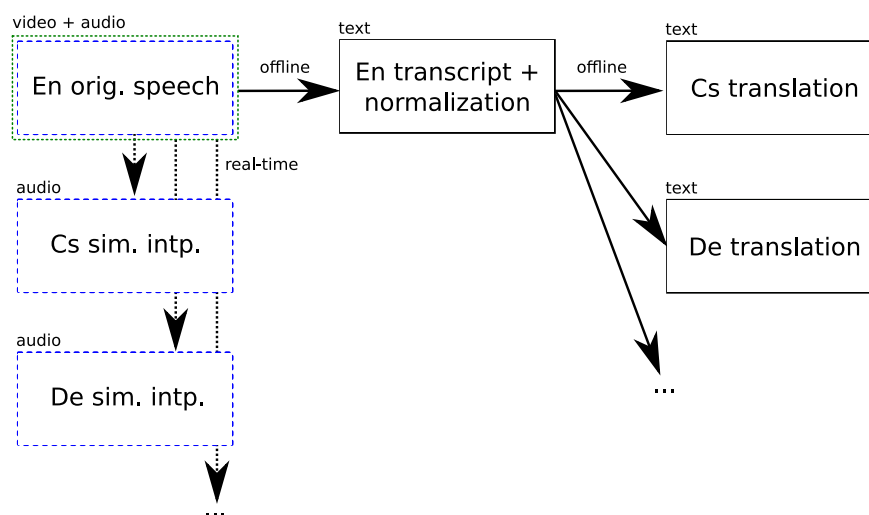 video + audio
En orig. speech
offline
text
En transcript +
normalization
offline
text
Cs translation
real-time
audio
Cs sim. intp.
text
De translation
audio
De sim. intp.
...
...